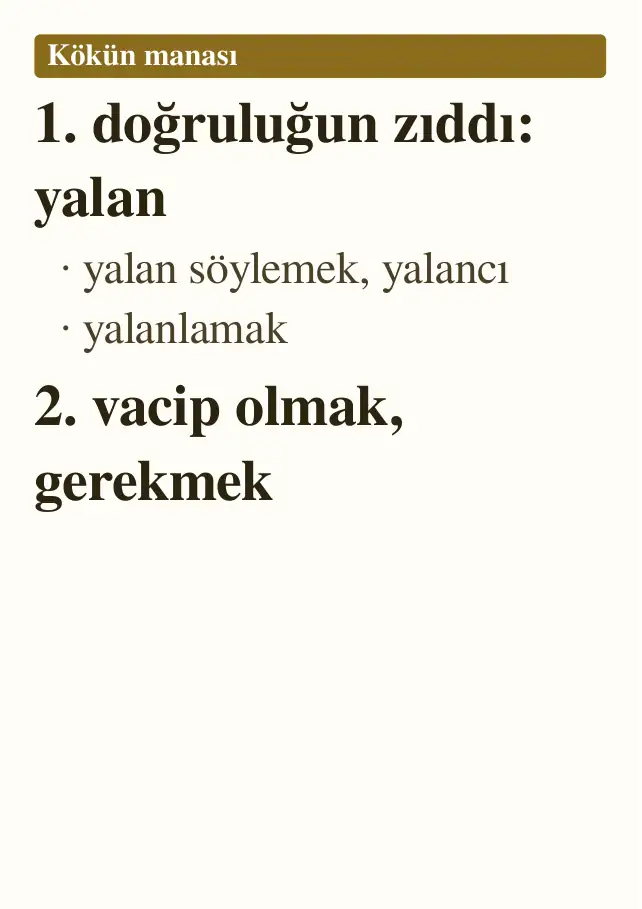 Kökün manası
1. doğruluğun zıddı:
yalan
· yalan söylemek, yalancı
· yalanlamak
2. vacip olmak,
gerekmek